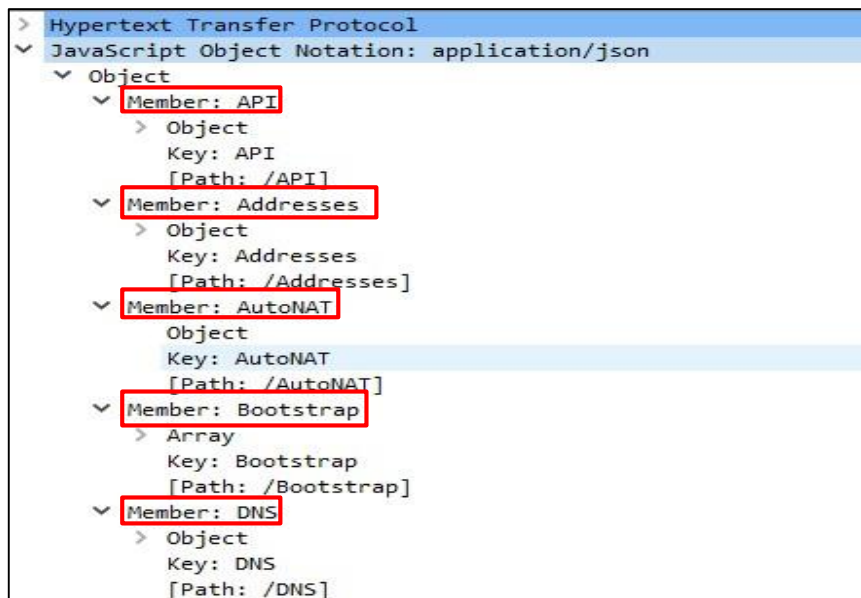 Hypertext Transfer Protocol
JavaScript Object Notation: application/json
Object
Member: API
Object
Key: API
[Path: /API]
Member: Addresses
Object
Key: Addresses
[Path: /Addresses]
Member: AutoNAT
Object
Key: AutoNAT
[Path: /AutoNAT]
Member: Bootstrap
Array
Key: Bootstrap
[Path: /Bootstrap]
Member: DNS
Object
Key: DNS
[Path: /DNS]